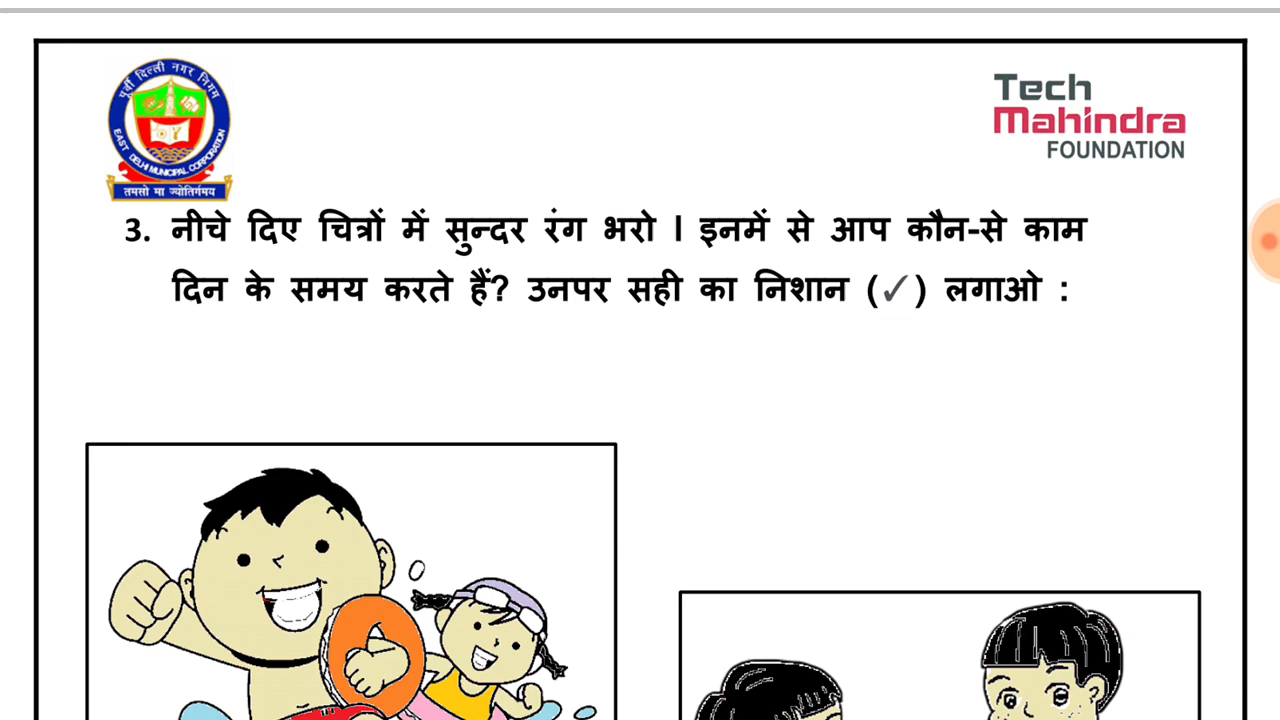 पूर्वी दिल्ली नगर निगम
EAST DELHI MUNICIPAL CORPORATION
तमसो मा ज्योतिर्गमय
Tech
Mahindra
FOUNDATION
3. नीचे दिए चित्रों में सुन्दर रंग भरो । इनमें से आप कौन-से काम
दिन के समय करते हैं? उनपर सही का निशान (✓) लगाओ :